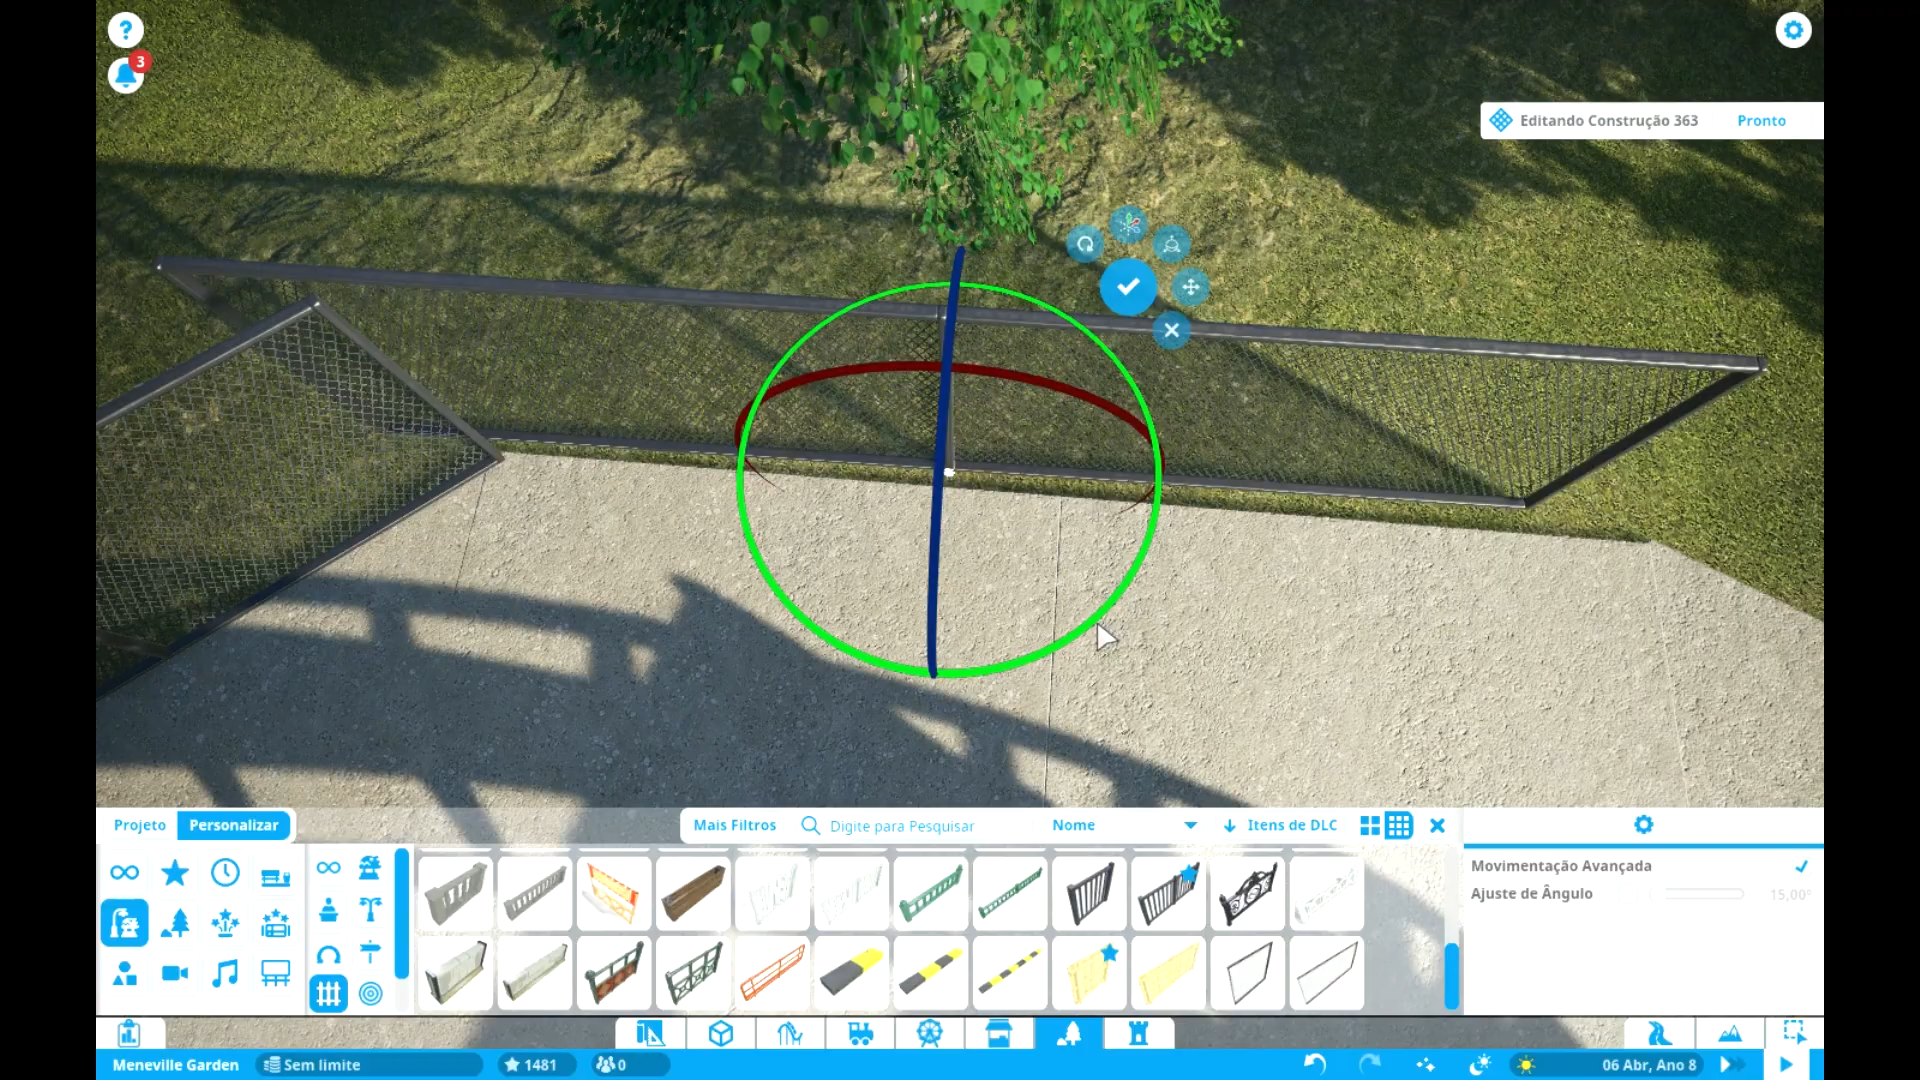 ?
3
Editando Construção 363 Pronto
Projeto Personalizar
Mais Filtros Digite para Pesquisar Nome Itens de DLC
Movimentação Avançada
Ajuste de Ângulo 15,00°
Meneville Garden Sem limite 1481 0 06 Abr, Ano 8